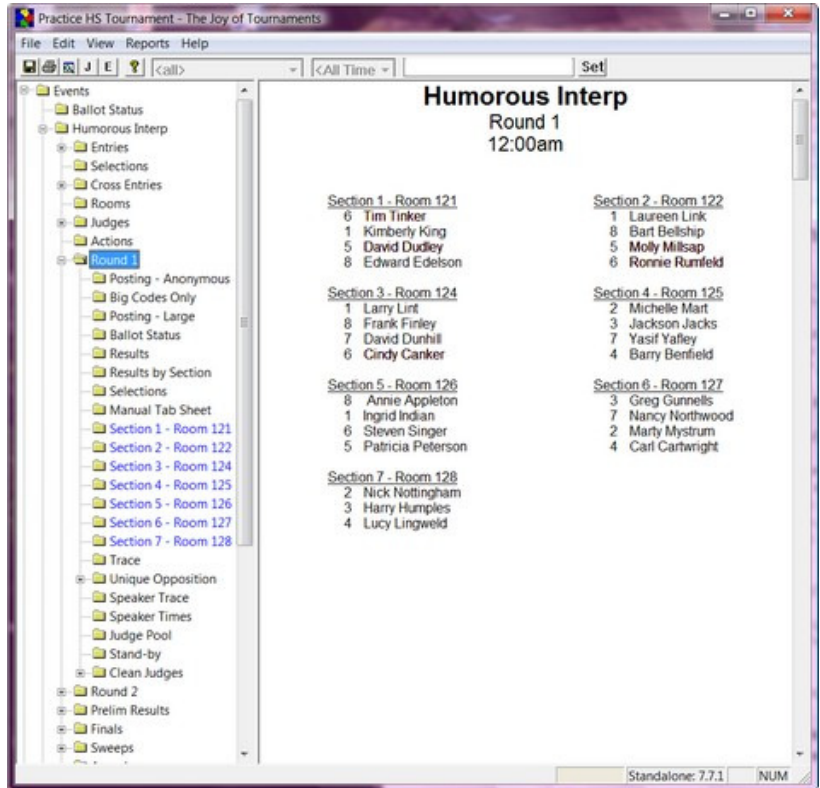 Practice HS Tournament - The Joy of Tournaments
File Edit View Reports Help
J E ? <all> <All Time Set
Events
Ballot Status
Humorous Interp
Entries
Selections
Cross Entries
Rooms
Judges
Actions
Round 1
Posting - Anonymous
Big Codes Only
Posting - Large
Ballot Status
Results
Results by Section
Selections
Manual Tab Sheet
Section 1 - Room 121
Section 2 - Room 122
Section 3 - Room 124
Section 4 - Room 125
Section 5 - Room 126
Section 6 - Room 127
Section 7 - Room 128
Trace
Unique Opposition
Speaker Trace
Speaker Times
Judge Pool
Stand-by
Clean Judges
Round 2
Prelim Results
Finals
Sweeps
Humorous Interp
Round 1
12:00am
Section 1 - Room 121
6 Tim Tinker
1 Kimberly King
5 David Dudley
8 Edward Edelson
Section 2 - Room 122
1 Laureen Link
8 Bart Bellship
5 Molly Millsap
6 Ronnie Rumfeld
Section 3 - Room 124
1 Larry Lint
8 Frank Finley
7 David Dunhill
6 Cindy Canker
Section 4 - Room 125
2 Michelle Mart
3 Jackson Jacks
7 Yasif Yafley
4 Barry Benfield
Section 5 - Room 126
8 Annie Appleton
1 Ingrid Indian
6 Steven Singer
5 Patricia Peterson
Section 6 - Room 127
3 Greg Gunnells
7 Nancy Northwood
2 Marty Mystrum
4 Carl Cartwright
Section 7 - Room 128
2 Nick Nottingham
3 Harry Humples
4 Lucy Lingweld
Standalone: 7.7.1 NUM